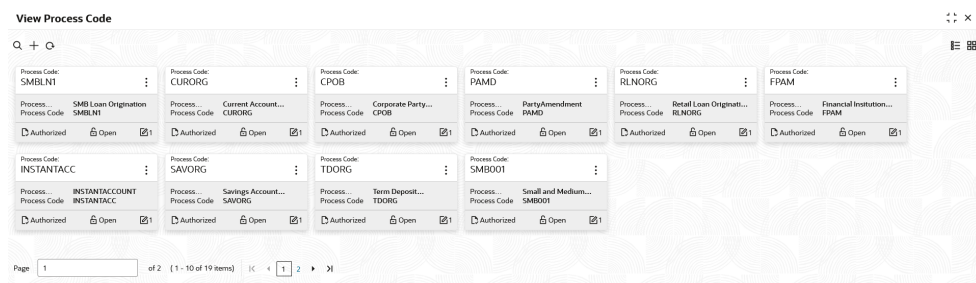 View Process Code
Process Code:
SMBLN1
Process... SMB Loan Origination
Process Code SMBLN1
Authorized Open 1
Process Code:
CURORG
Process... Current Account...
Process Code CURORG
Authorized Open 1
Process Code:
CPOB
Process... Corporate Party...
Process Code CPOB
Authorized Open 1
Process Code:
PAMD
Process... PartyAmendment
Process Code PAMD
Authorized Open 1
Process Code:
RLNORG
Process... Retail Loan Originati...
Process Code RLNORG
Authorized Open 1
Process Code:
FPAM
Process... Financial Insitution...
Process Code FPAM
Authorized Open 1
Process Code:
INSTANTACC
Process... INSTANTACCOUNT
Process Code INSTANTACC
Authorized Open 1
Process Code:
SAVORG
Process... Savings Account...
Process Code SAVORG
Authorized Open 1
Process Code:
TDORG
Process... Term Deposit...
Process Code TDORG
Authorized Open 1
Process Code:
SMB001
Process... Small and Medium...
Process Code SMB001
Authorized Open 1
Page 1 of 2 ( 1 - 10 of 19 items) 1 2